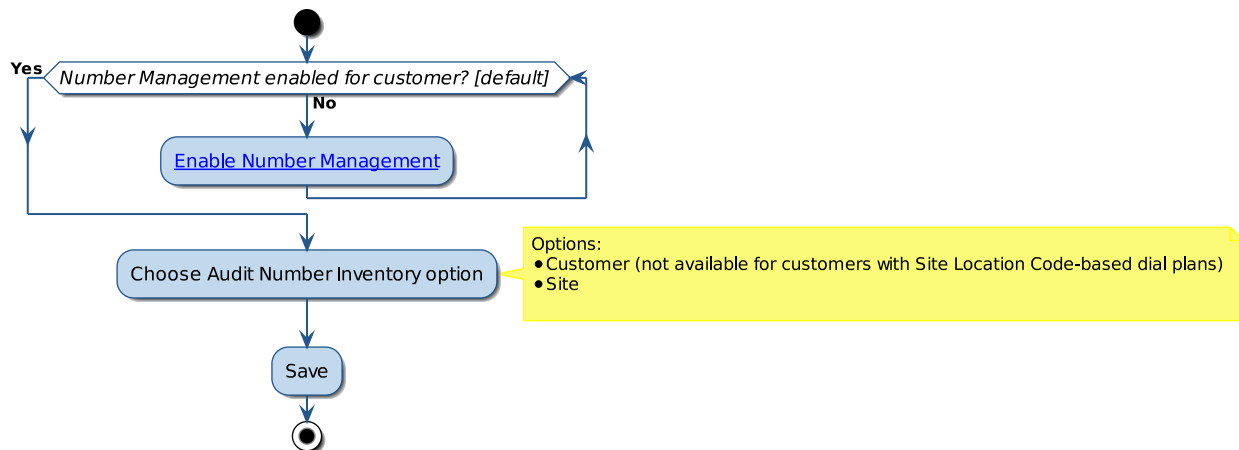 Yes
Number Management enabled for customer? [default]
No
Enable Number Management
Choose Audit Number Inventory option
Options:
•Customer (not available for customers with Site Location Code-based dial plans)
•Site
Save